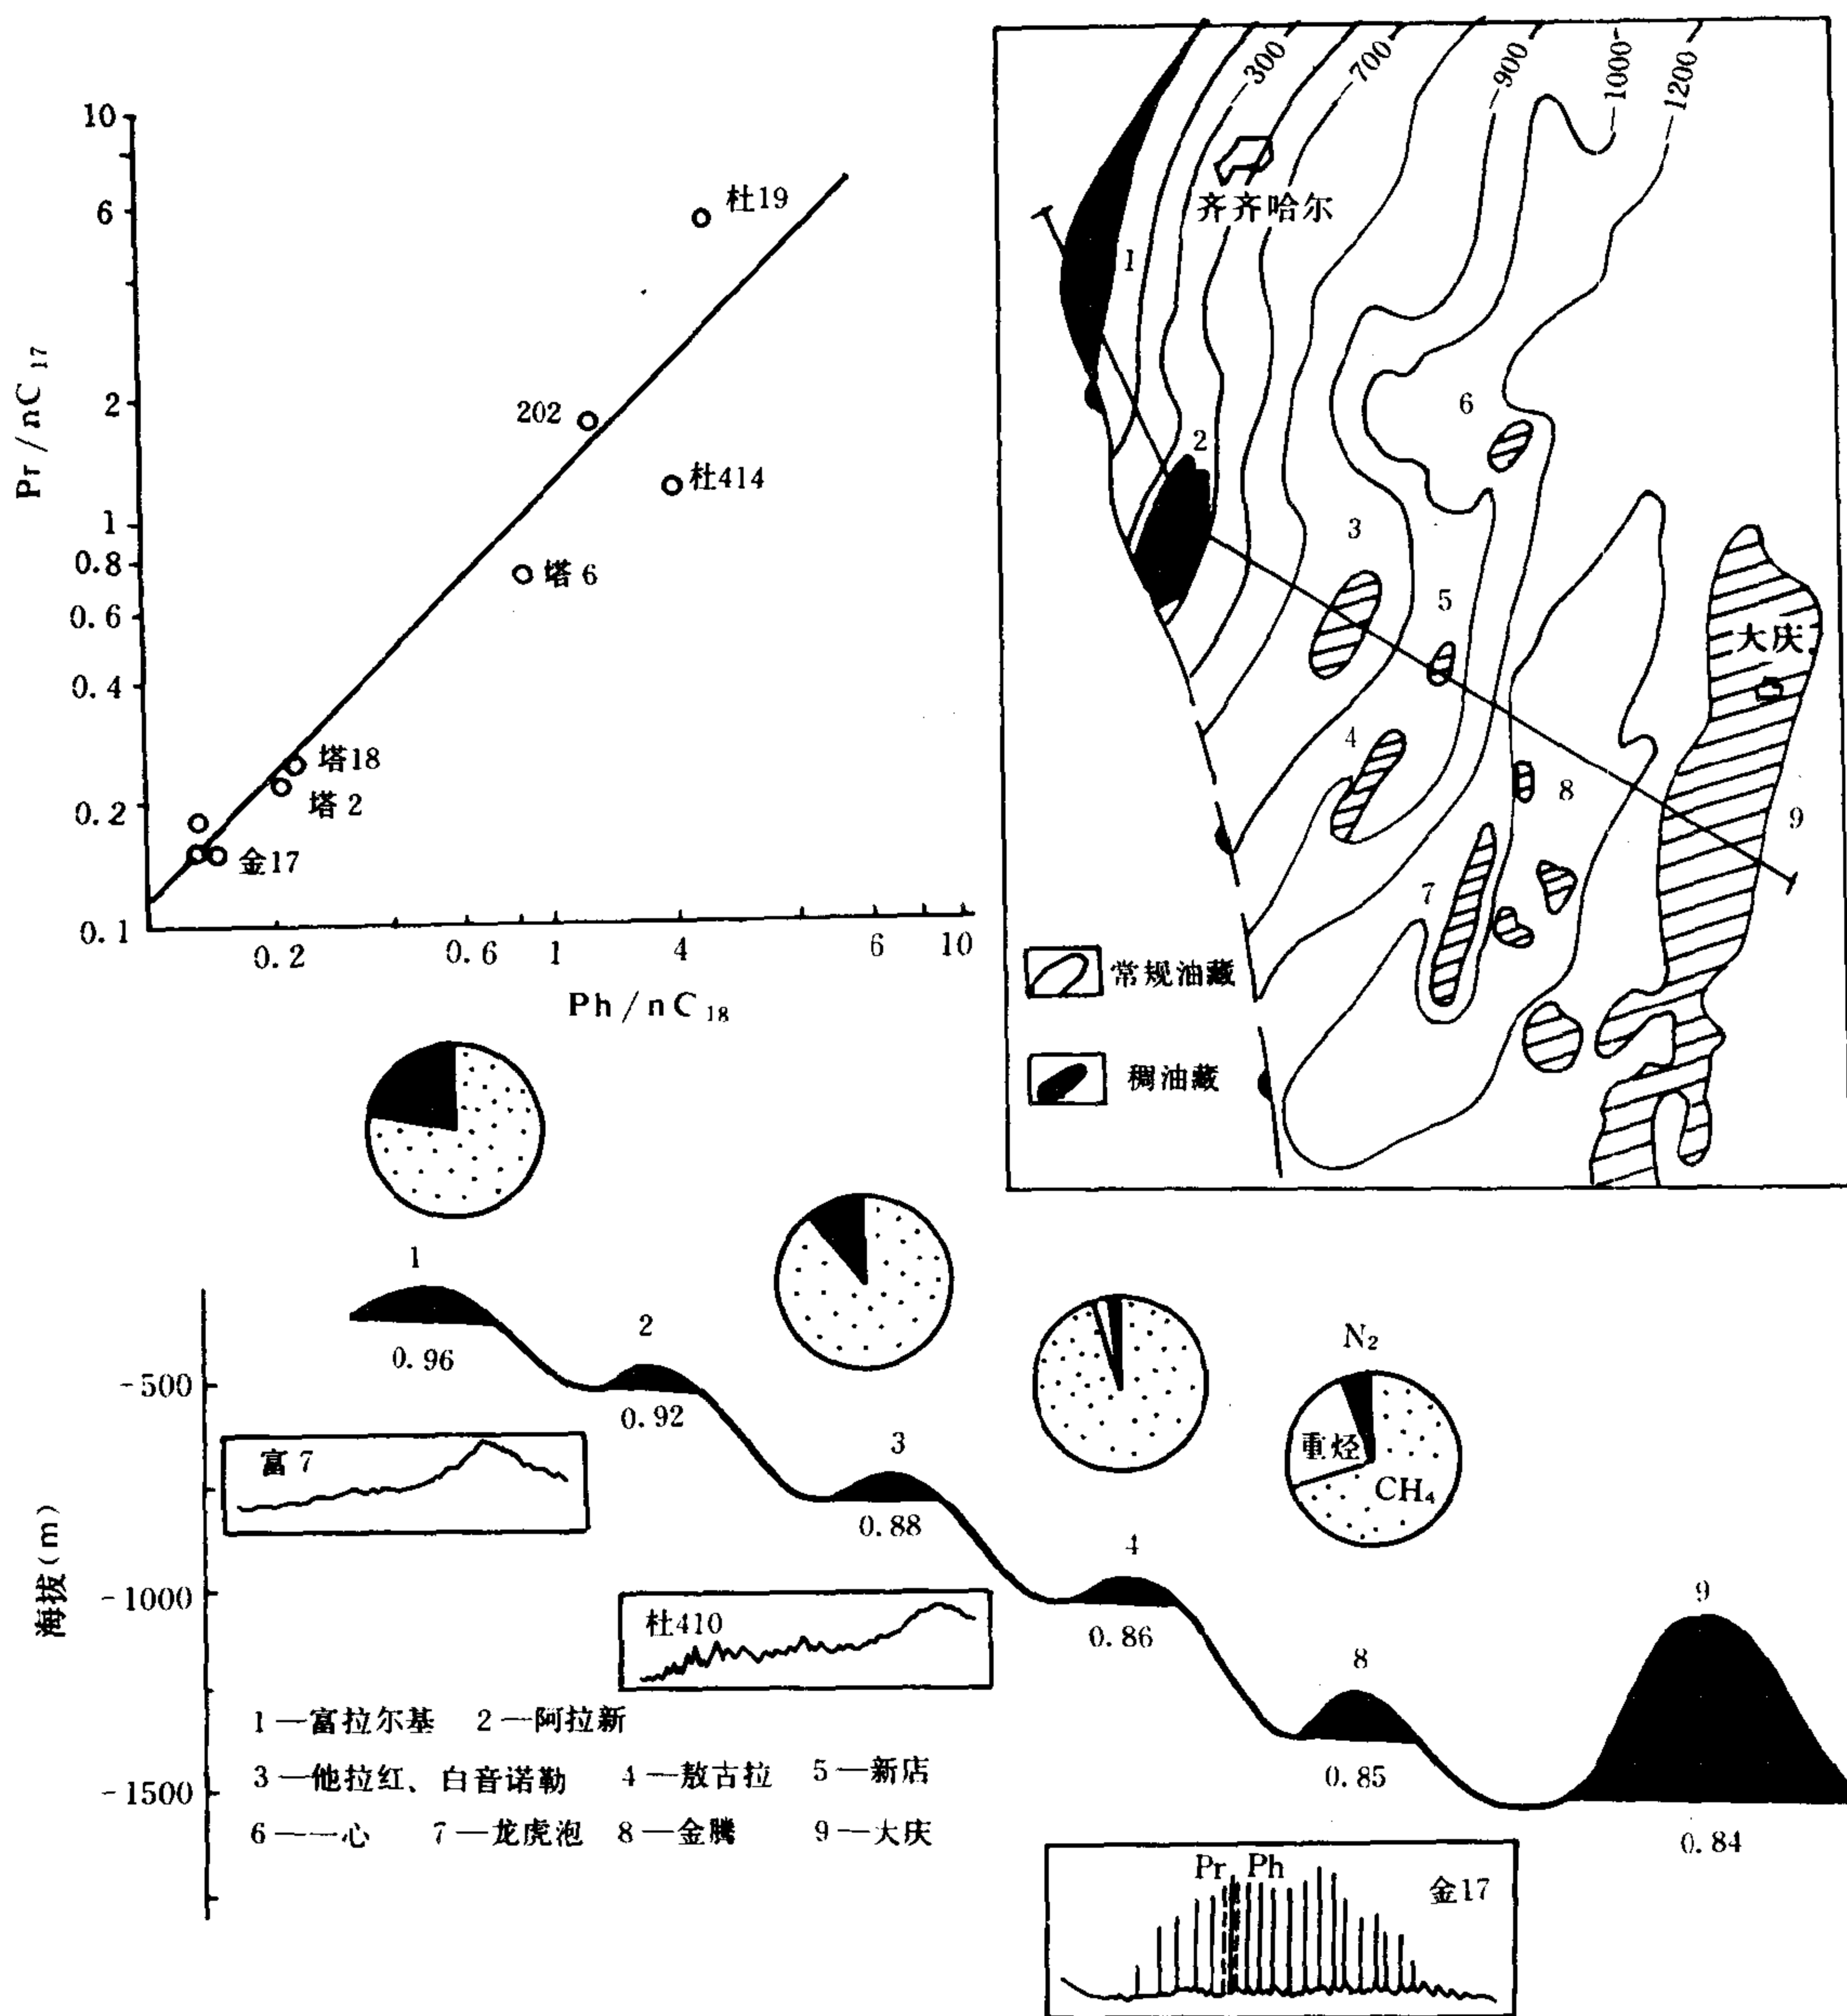 10
6
2
1
0.8
0.6
0.4
0.2
0.1
Pr/nC₁₇
杜19
202
杜414
塔6
塔18
塔2
金17
0.2 0.6 1 4 6 10
Ph/nC₁₈
-300 -700 -900 -1000 -1200
齐齐哈尔
1
2
3
4
5
6
7
8
9
大庆
常规油藏
稠油藏
海拔(m)
-500
-1000
-1500
1
0.96
2
0.92
3
0.88
4
0.86
8
0.85
9
0.84
N₂
重烃
CH₄
富7
杜410
1—富拉尔基 2—阿拉新
3—他拉红、白音诺勒 4—敖古拉 5—新店
6—一心 7—龙虎泡 8—金腾 9—大庆
Pr Ph
金17